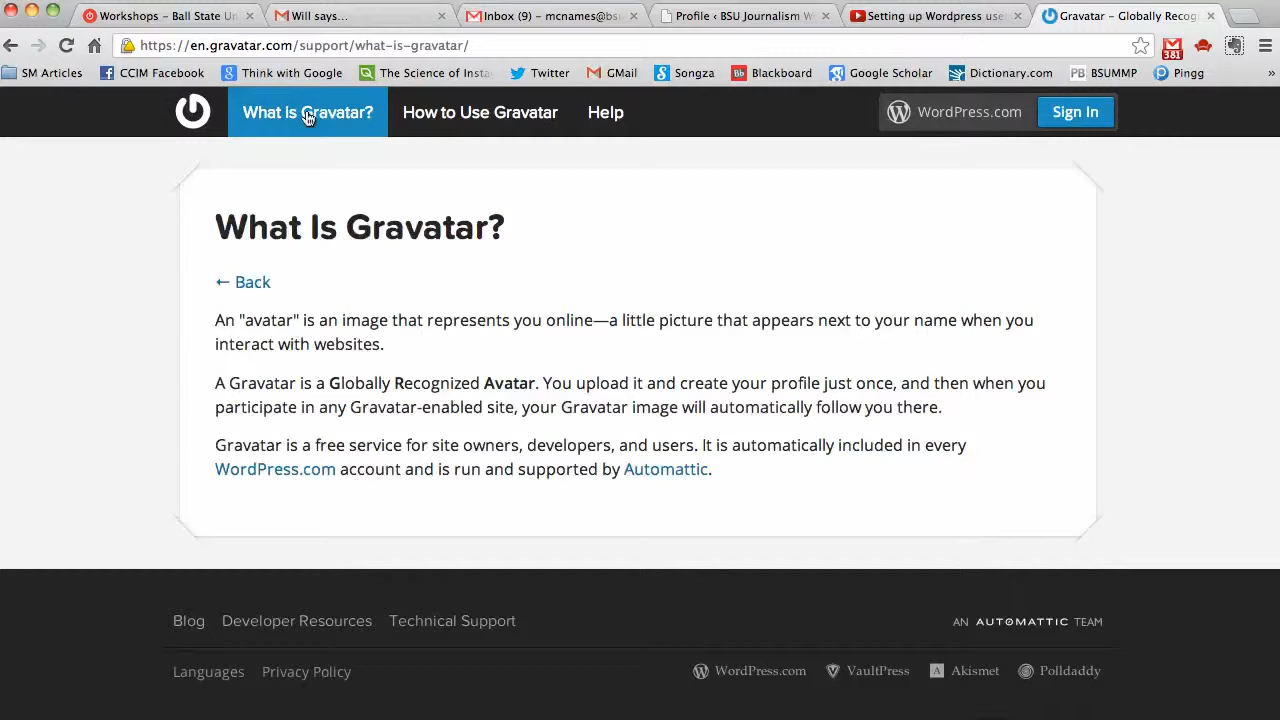 Workshops – Ball State Un
Will says...
Inbox (9) – mcnames@bsu
Profile ‹ BSU Journalism W
Setting up Wordpress use
Gravatar – Globally Recog
https://en.gravatar.com/support/what-is-gravatar/
381
SM Articles
CCIM Facebook
Think with Google
The Science of Insta
Twitter
GMail
Songza
Bb Blackboard
Google Scholar
Dictionary.com
PB BSUMMP
Pingg
»
What is Gravatar?
How to Use Gravatar
Help
WordPress.com
Sign In
What Is Gravatar?
← Back
An "avatar" is an image that represents you online—a little picture that appears next to your name when you
interact with websites.
A Gravatar is a Globally Recognized Avatar. You upload it and create your profile just once, and then when you
participate in any Gravatar-enabled site, your Gravatar image will automatically follow you there.
Gravatar is a free service for site owners, developers, and users. It is automatically included in every
WordPress.com account and is run and supported by Automattic.
Blog Developer Resources Technical Support
AN AUTOMATTIC TEAM
Languages Privacy Policy
WordPress.com VaultPress Akismet Polldaddy